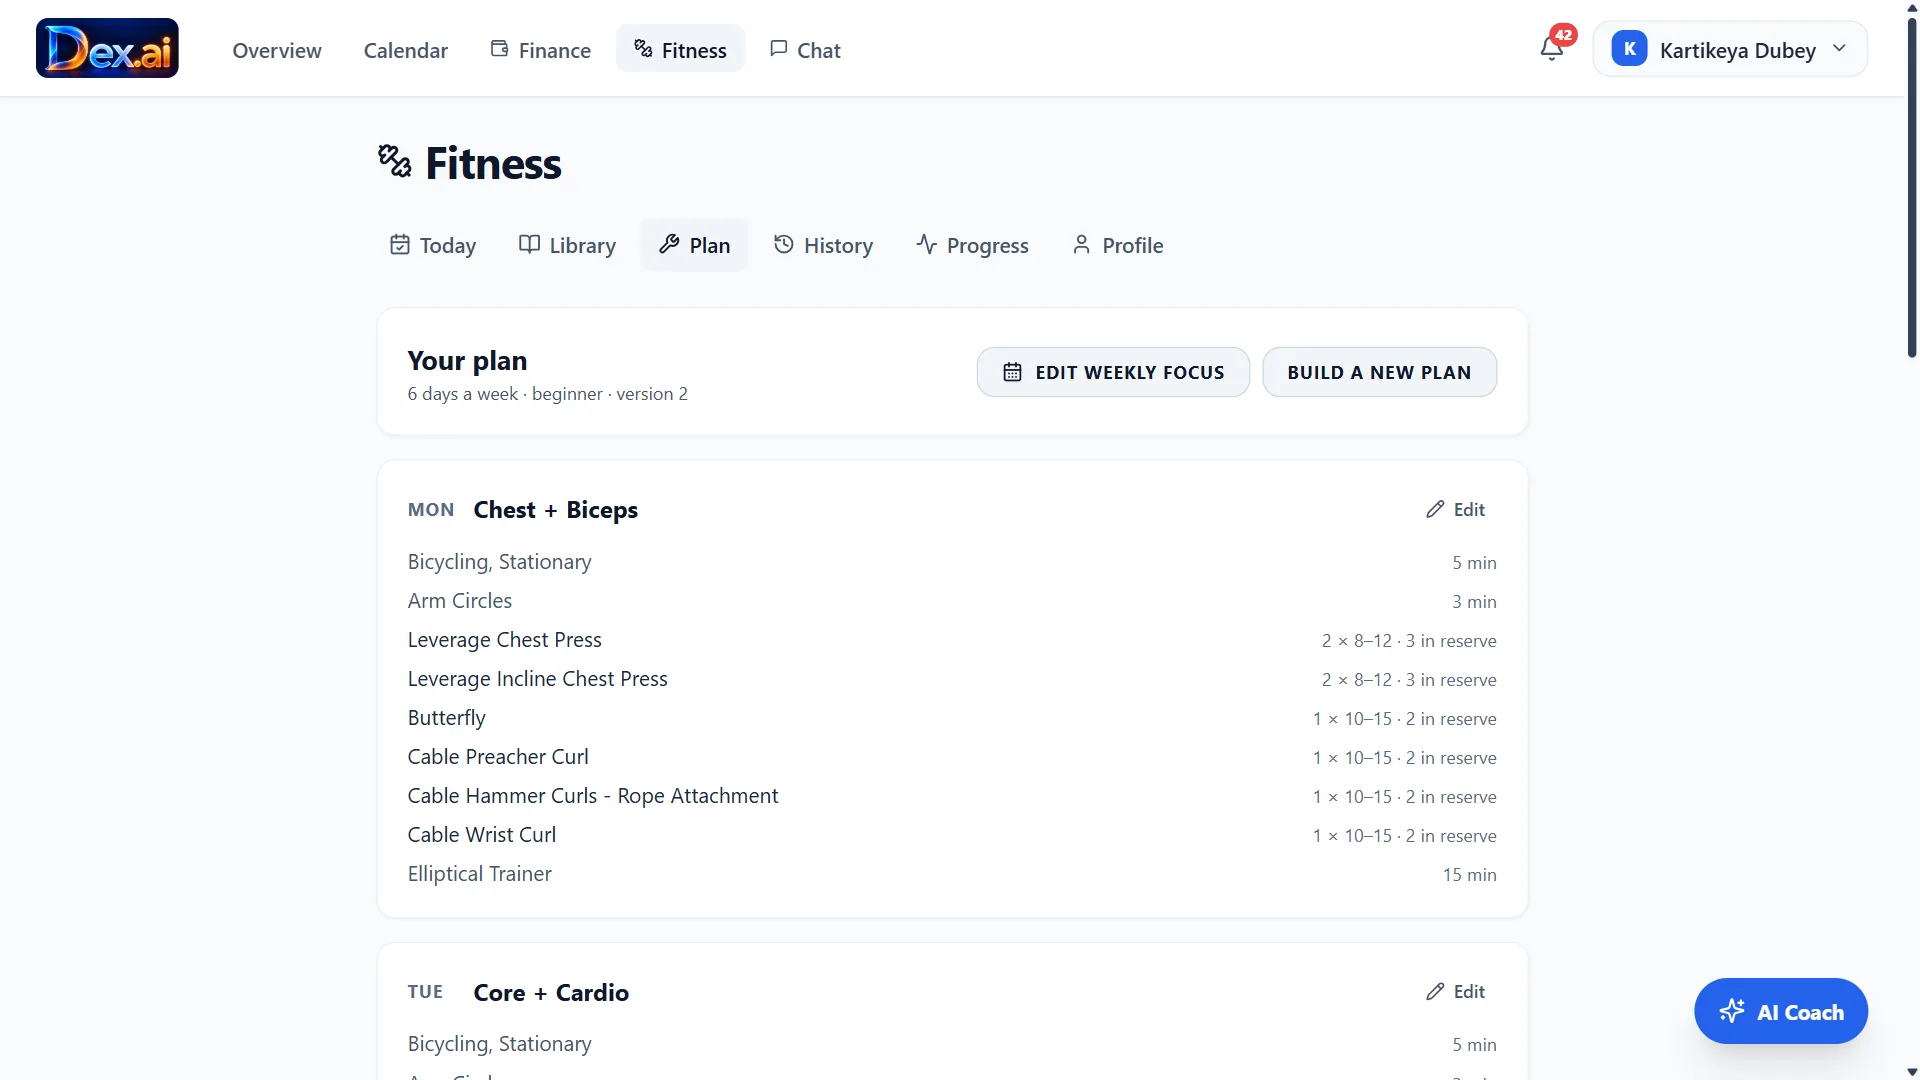 Dex.ai
Overview
Calendar
Finance
Fitness
Chat
42
K
Kartikeya Dubey
Fitness
Today
Library
Plan
History
Progress
Profile
Your plan
6 days a week · beginner · version 2
EDIT WEEKLY FOCUS
BUILD A NEW PLAN
MON Chest + Biceps
Edit
Bicycling, Stationary 5 min
Arm Circles 3 min
Leverage Chest Press 2 × 8–12 · 3 in reserve
Leverage Incline Chest Press 2 × 8–12 · 3 in reserve
Butterfly 1 × 10–15 · 2 in reserve
Cable Preacher Curl 1 × 10–15 · 2 in reserve
Cable Hammer Curls - Rope Attachment 1 × 10–15 · 2 in reserve
Cable Wrist Curl 1 × 10–15 · 2 in reserve
Elliptical Trainer 15 min
TUE Core + Cardio
Edit
Bicycling, Stationary 5 min
AI Coach